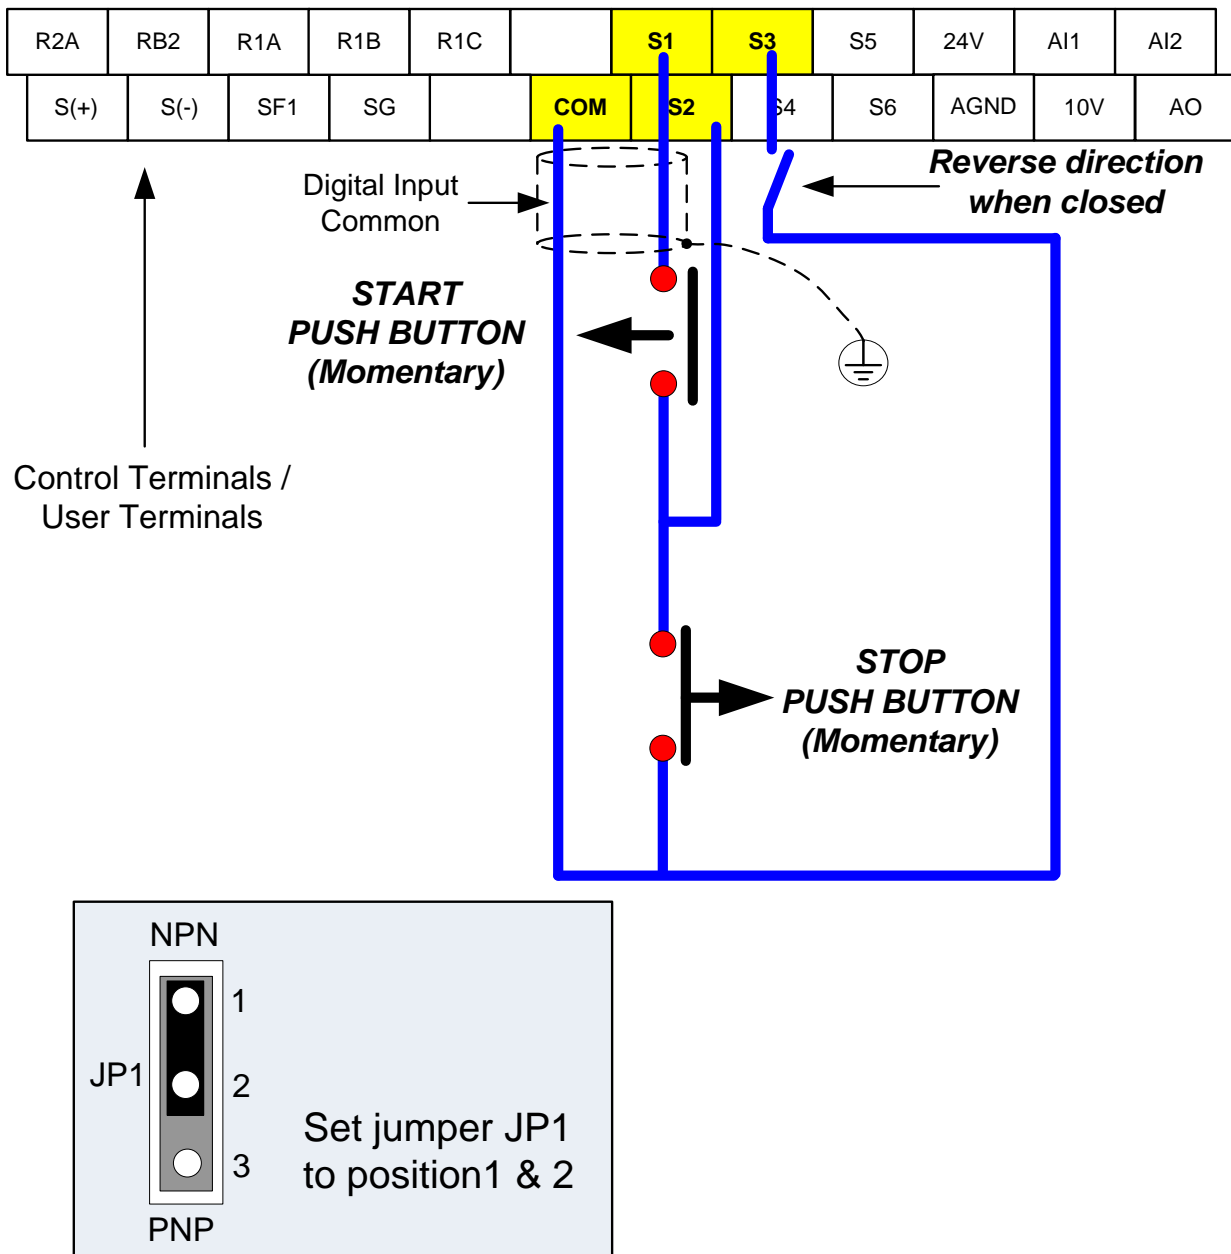 R2A RB2 R1A R1B R1C S1 S3 S5 24V AI1 AI2
S(+) S(-) SF1 SG COM S2 S4 S6 AGND 10V AO
Digital Input
Common
Reverse direction
when closed
START
PUSH BUTTON
(Momentary)
Control Terminals /
User Terminals
STOP
PUSH BUTTON
(Momentary)
NPN
1
JP1
2
3
PNP
Set jumper JP1
to position1 & 2